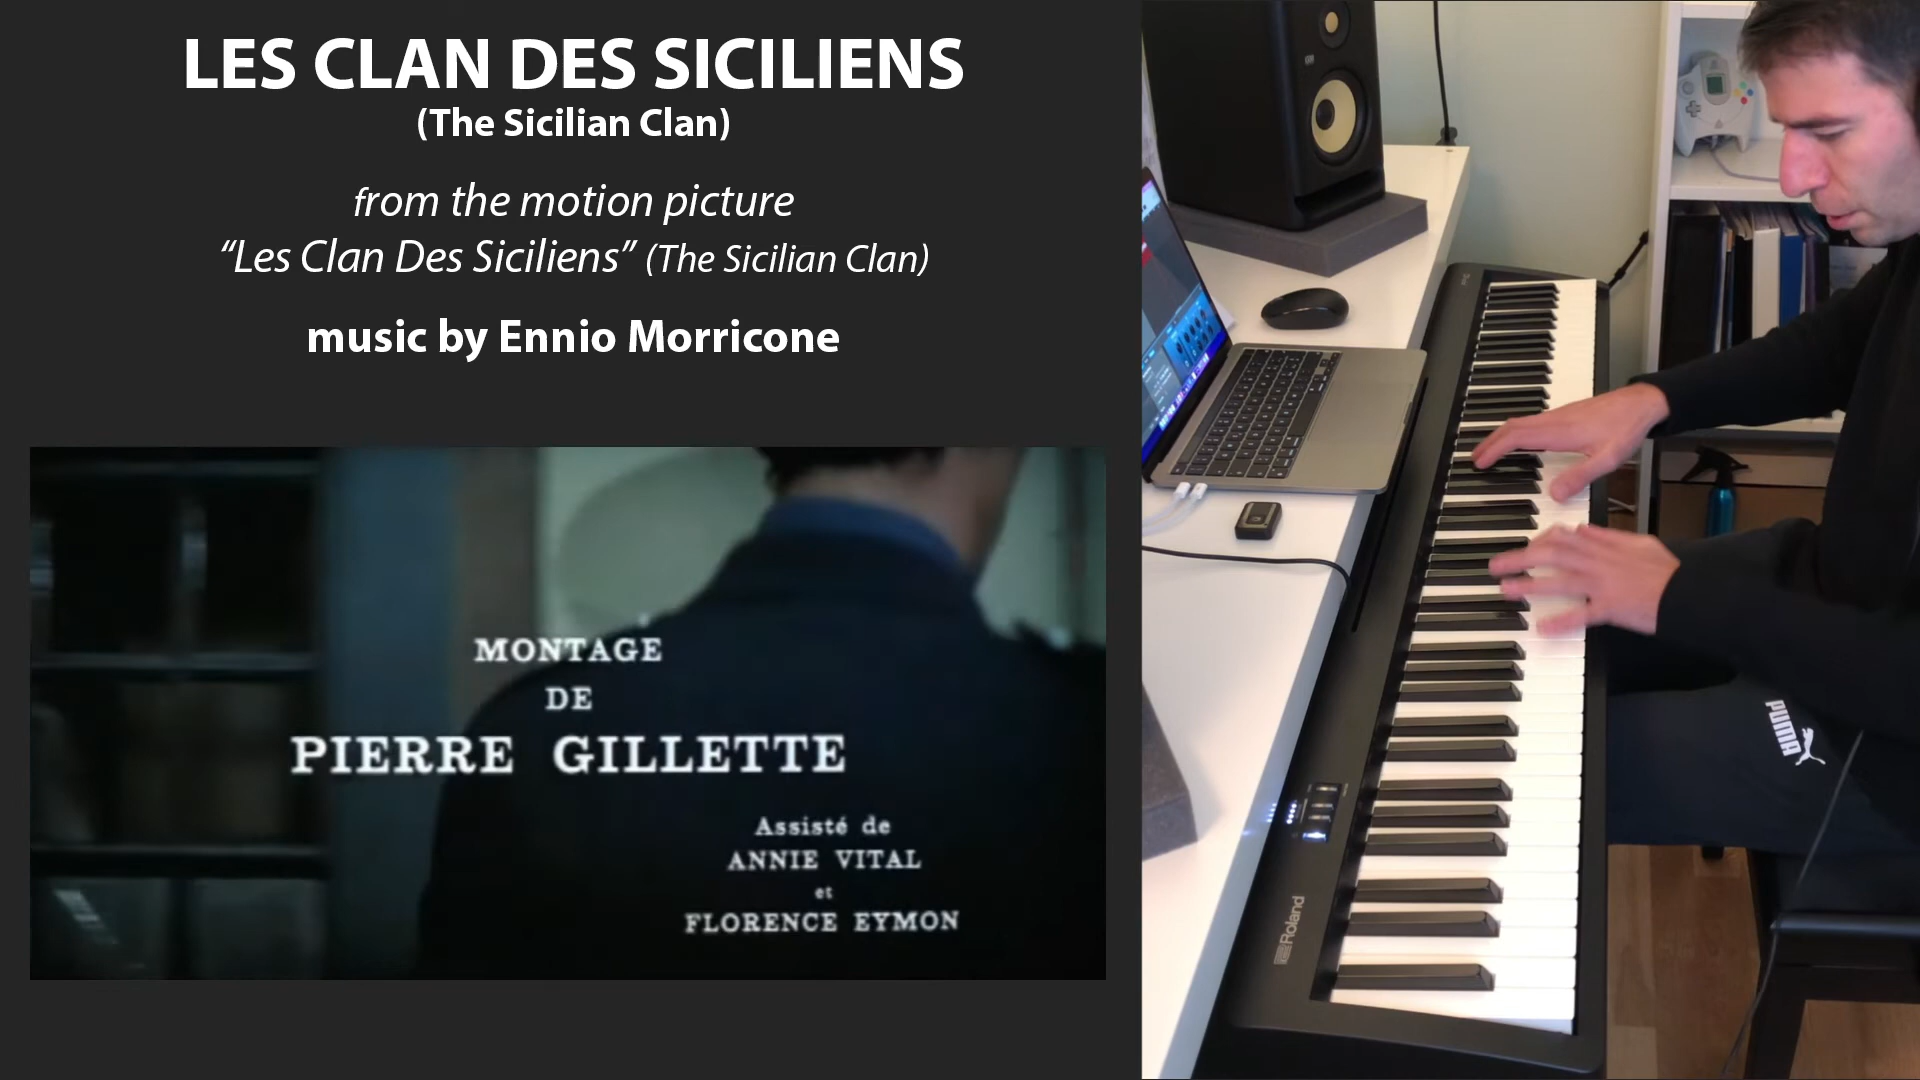 LES CLAN DES SICILIENS
(The Sicilian Clan)
from the motion picture
“Les Clan Des Siciliens” (The Sicilian Clan)
music by Ennio Morricone
MONTAGE
DE
PIERRE GILLETTE
Assisté de
ANNIE VITAL
et
FLORENCE EYMON
Roland
PUMA